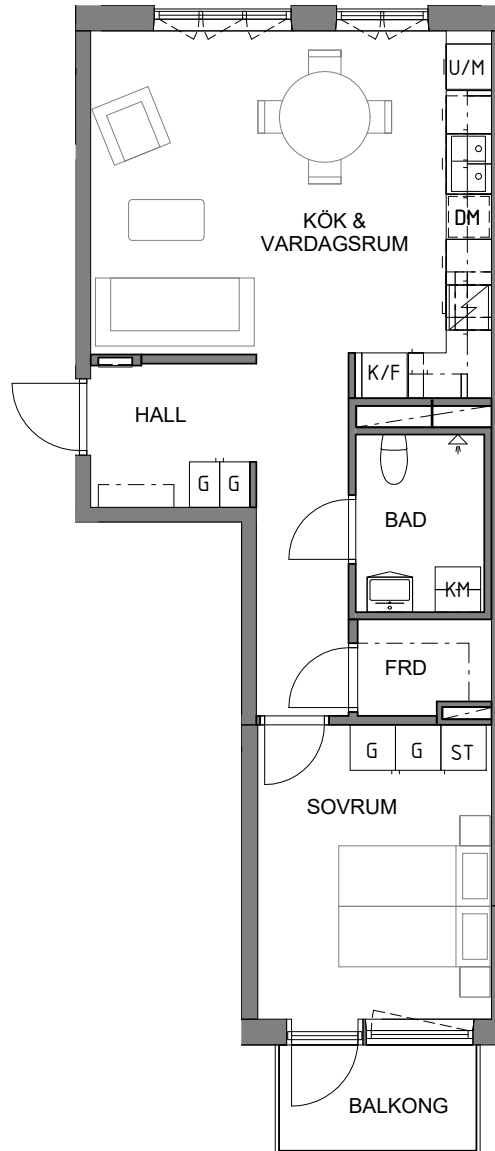 U/M
DM
KÖK &
VARDAGSRUM
K/F
HALL
G G
BAD
KM
FRD
G G ST
SOVRUM
BALKONG